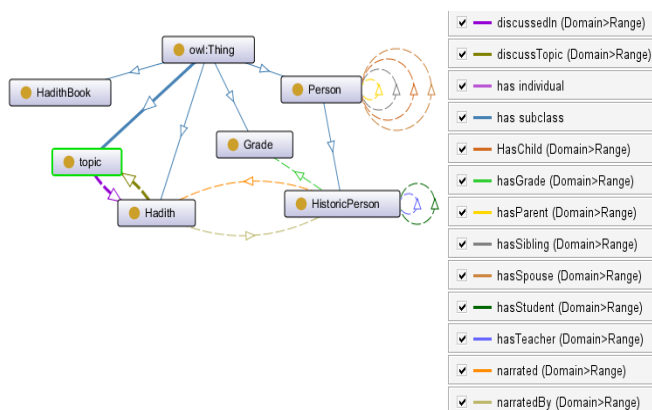 owl:Thing
HadithBook
Person
Grade
topic
Hadith
HistoricPerson
discussedIn (Domain>Range)
discussTopic (Domain>Range)
has individual
has subclass
HasChild (Domain>Range)
hasGrade (Domain>Range)
hasParent (Domain>Range)
hasSibling (Domain>Range)
hasSpouse (Domain>Range)
hasStudent (Domain>Range)
hasTeacher (Domain>Range)
narrated (Domain>Range)
narratedBy (Domain>Range)